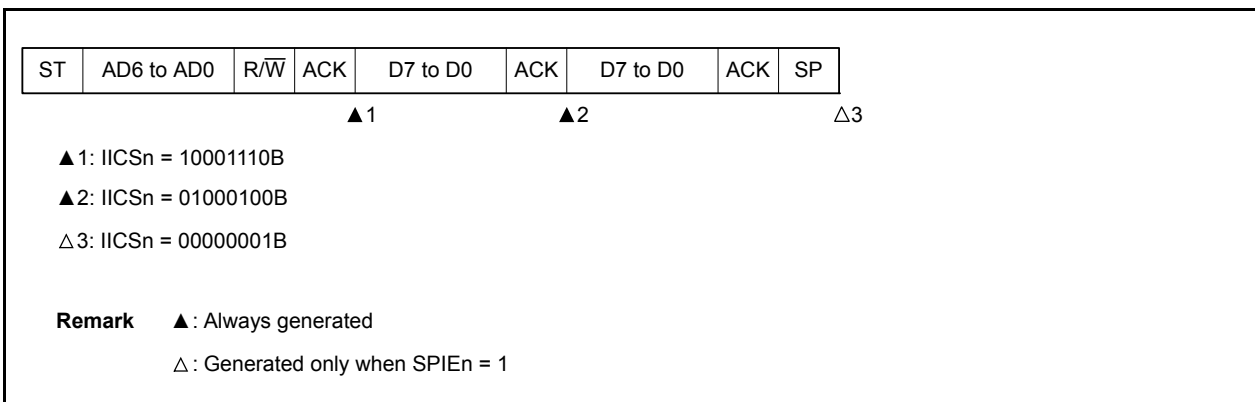 ST AD6 to AD0 R/W̅ ACK D7 to D0 ACK D7 to D0 ACK SP
▲1 ▲2 △3
▲1: IICSn = 10001110B
▲2: IICSn = 01000100B
△3: IICSn = 00000001B
Remark ▲: Always generated
△: Generated only when SPIEn = 1